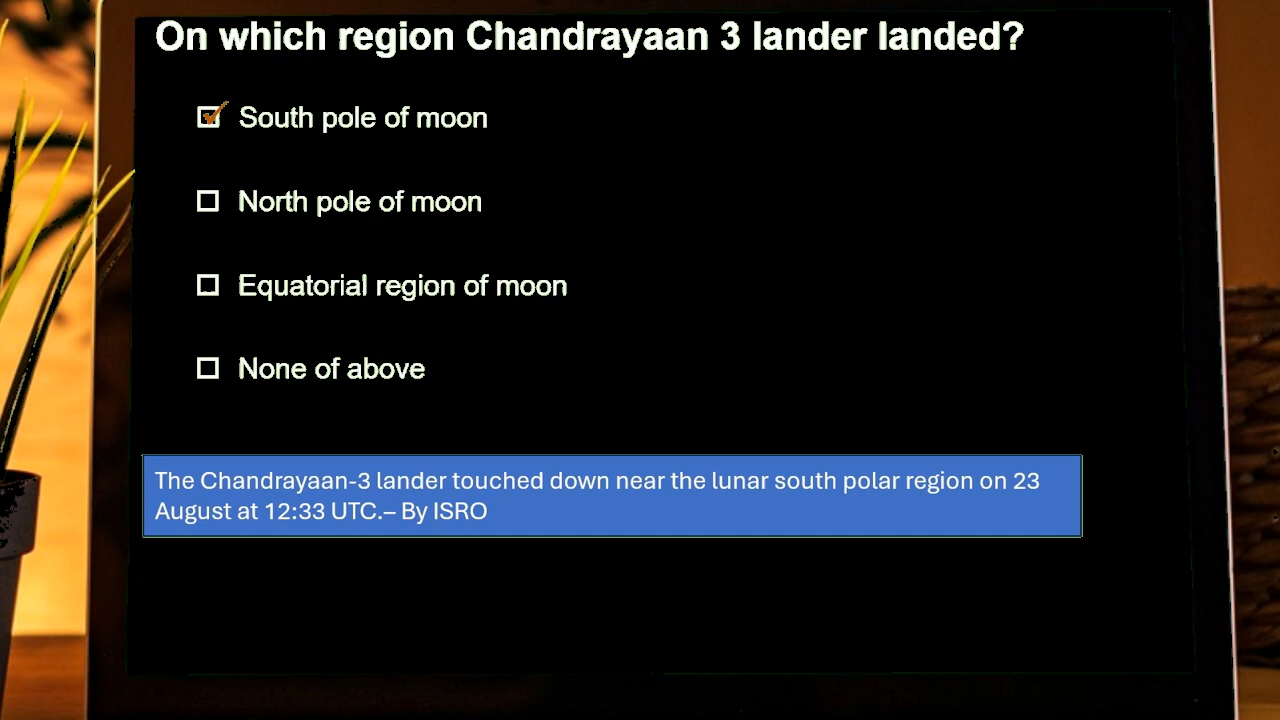 On which region Chandrayaan 3 lander landed?
South pole of moon
North pole of moon
Equatorial region of moon
None of above
The Chandrayaan-3 lander touched down near the lunar south polar region on 23
August at 12:33 UTC.– By ISRO